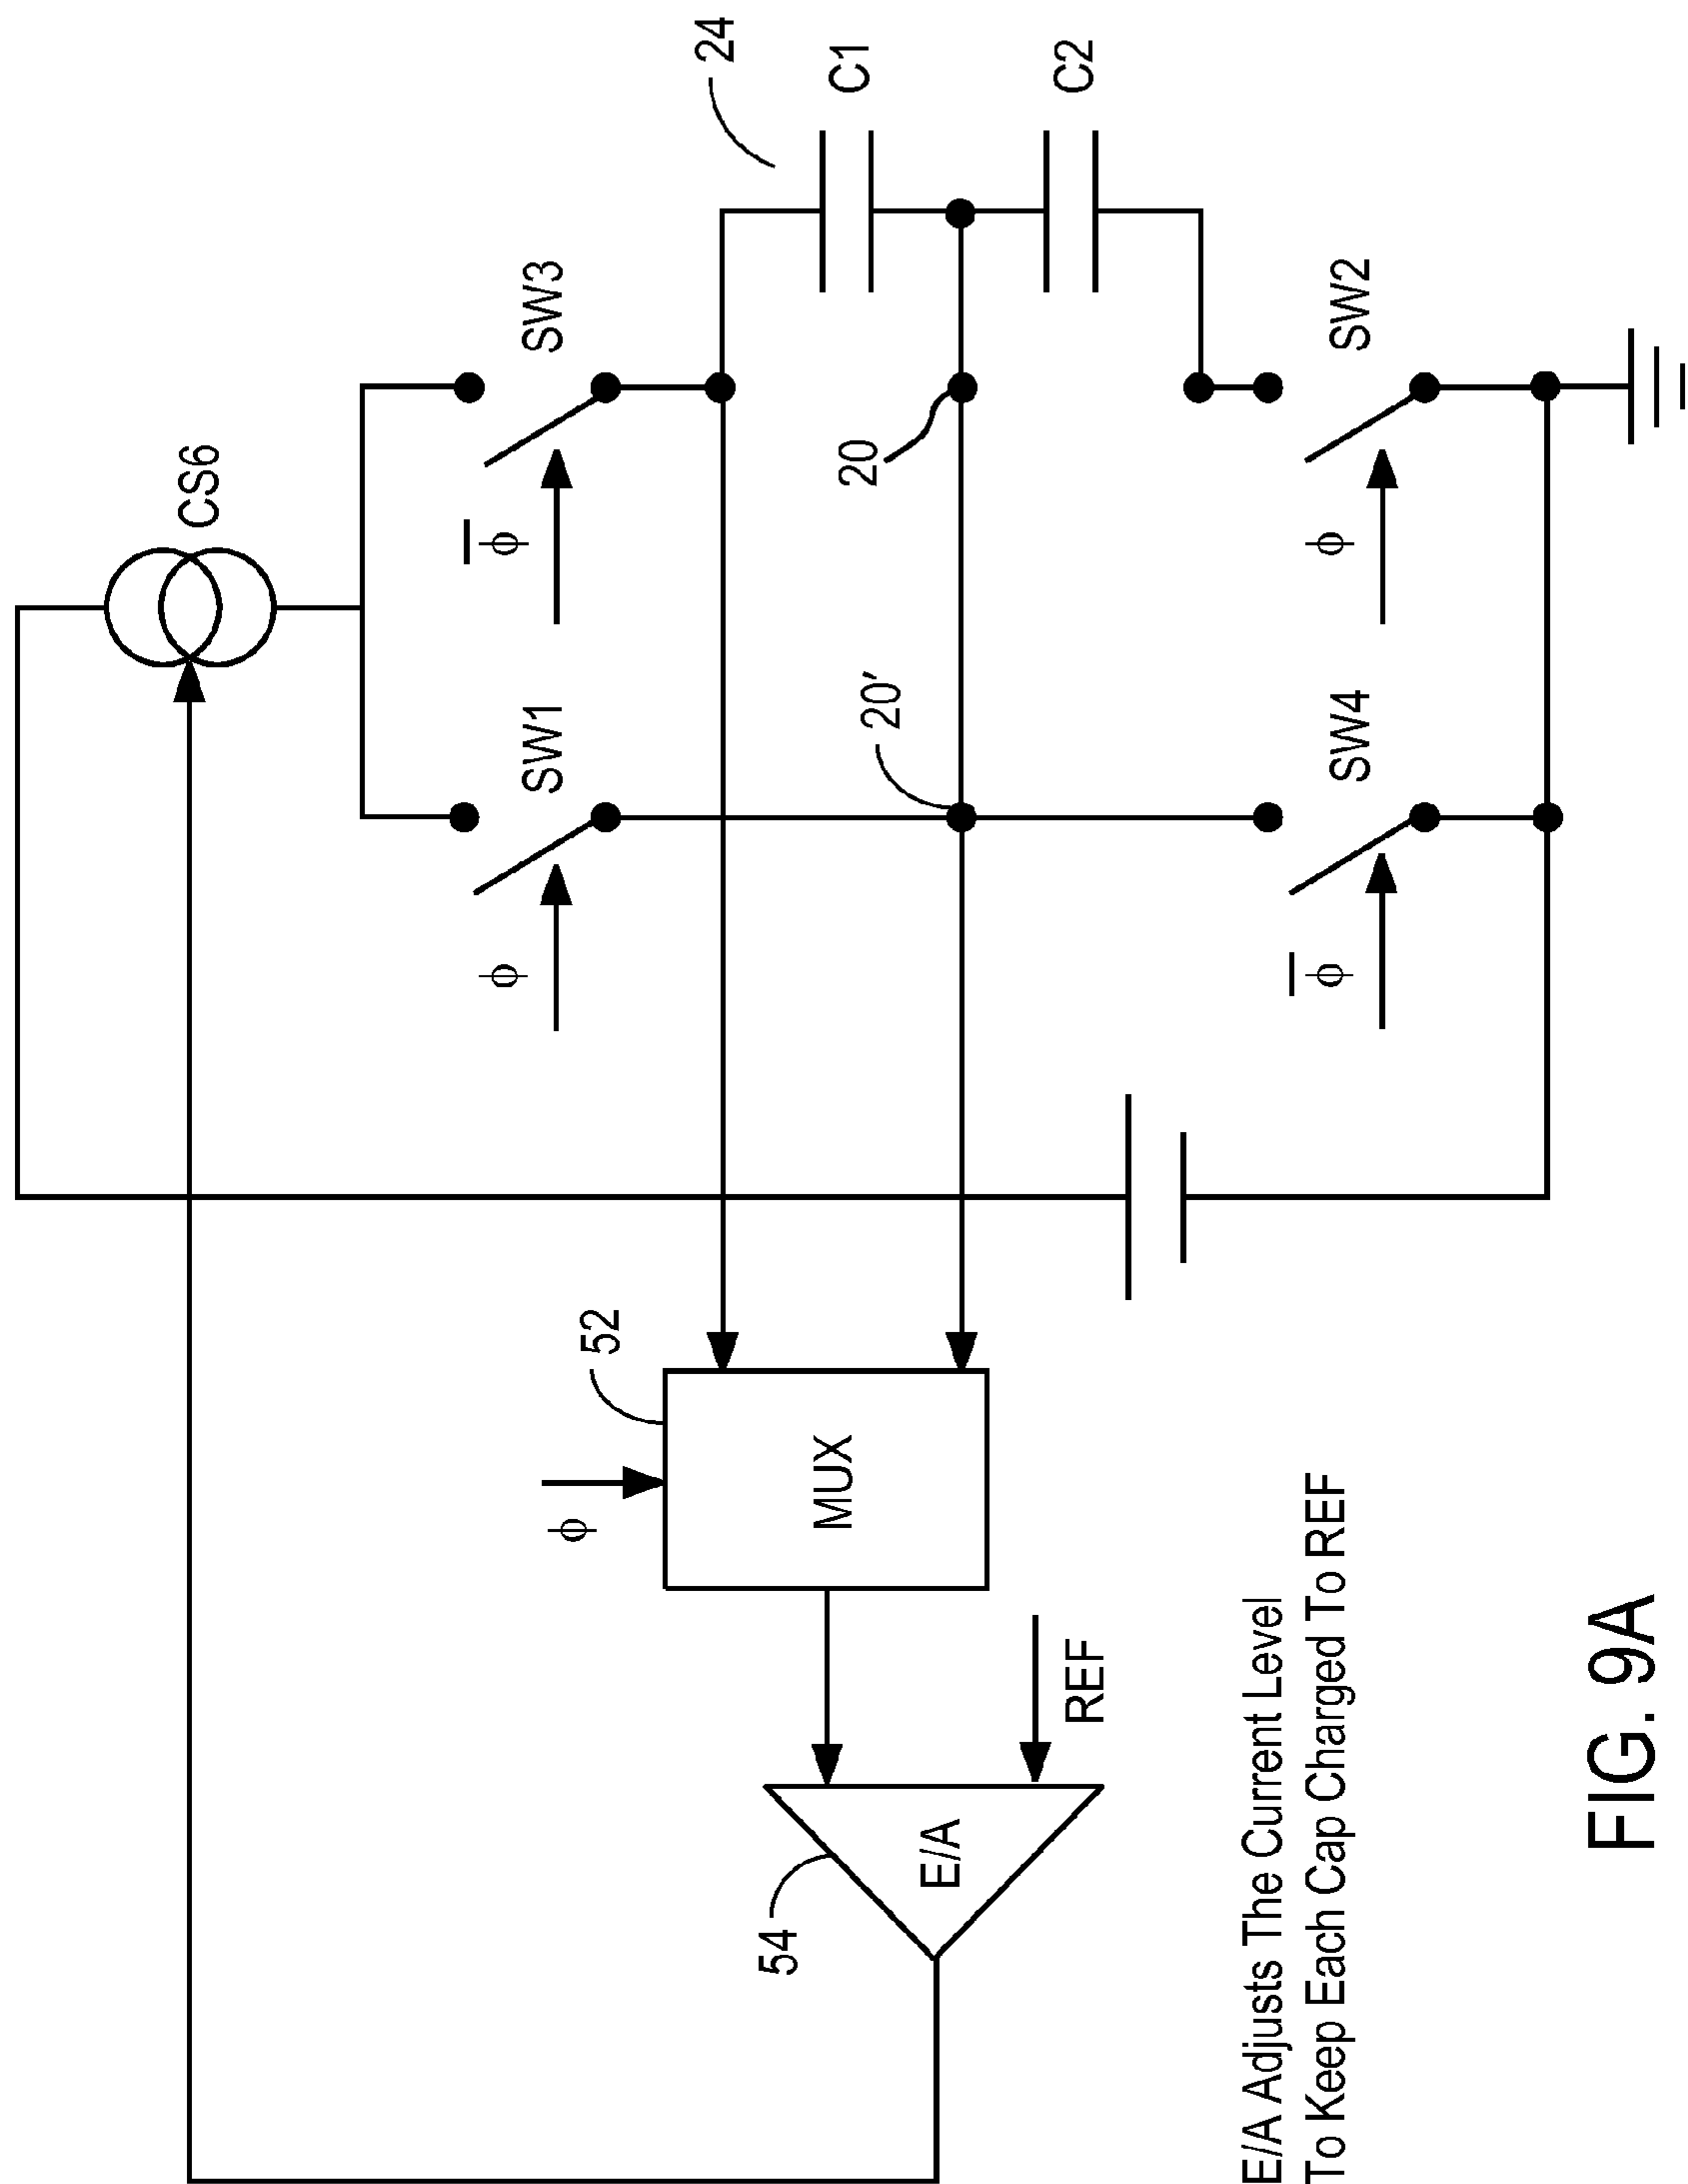 24
C1
C2
CS6
SW3
SW2
ϕ̅
ϕ
20
SW1
SW4
20′
ϕ
ϕ̅
52
ϕ
MUX
REF
54
E/A
E/A Adjusts The Current Level
To Keep Each Cap Charged To REF
FIG. 9A